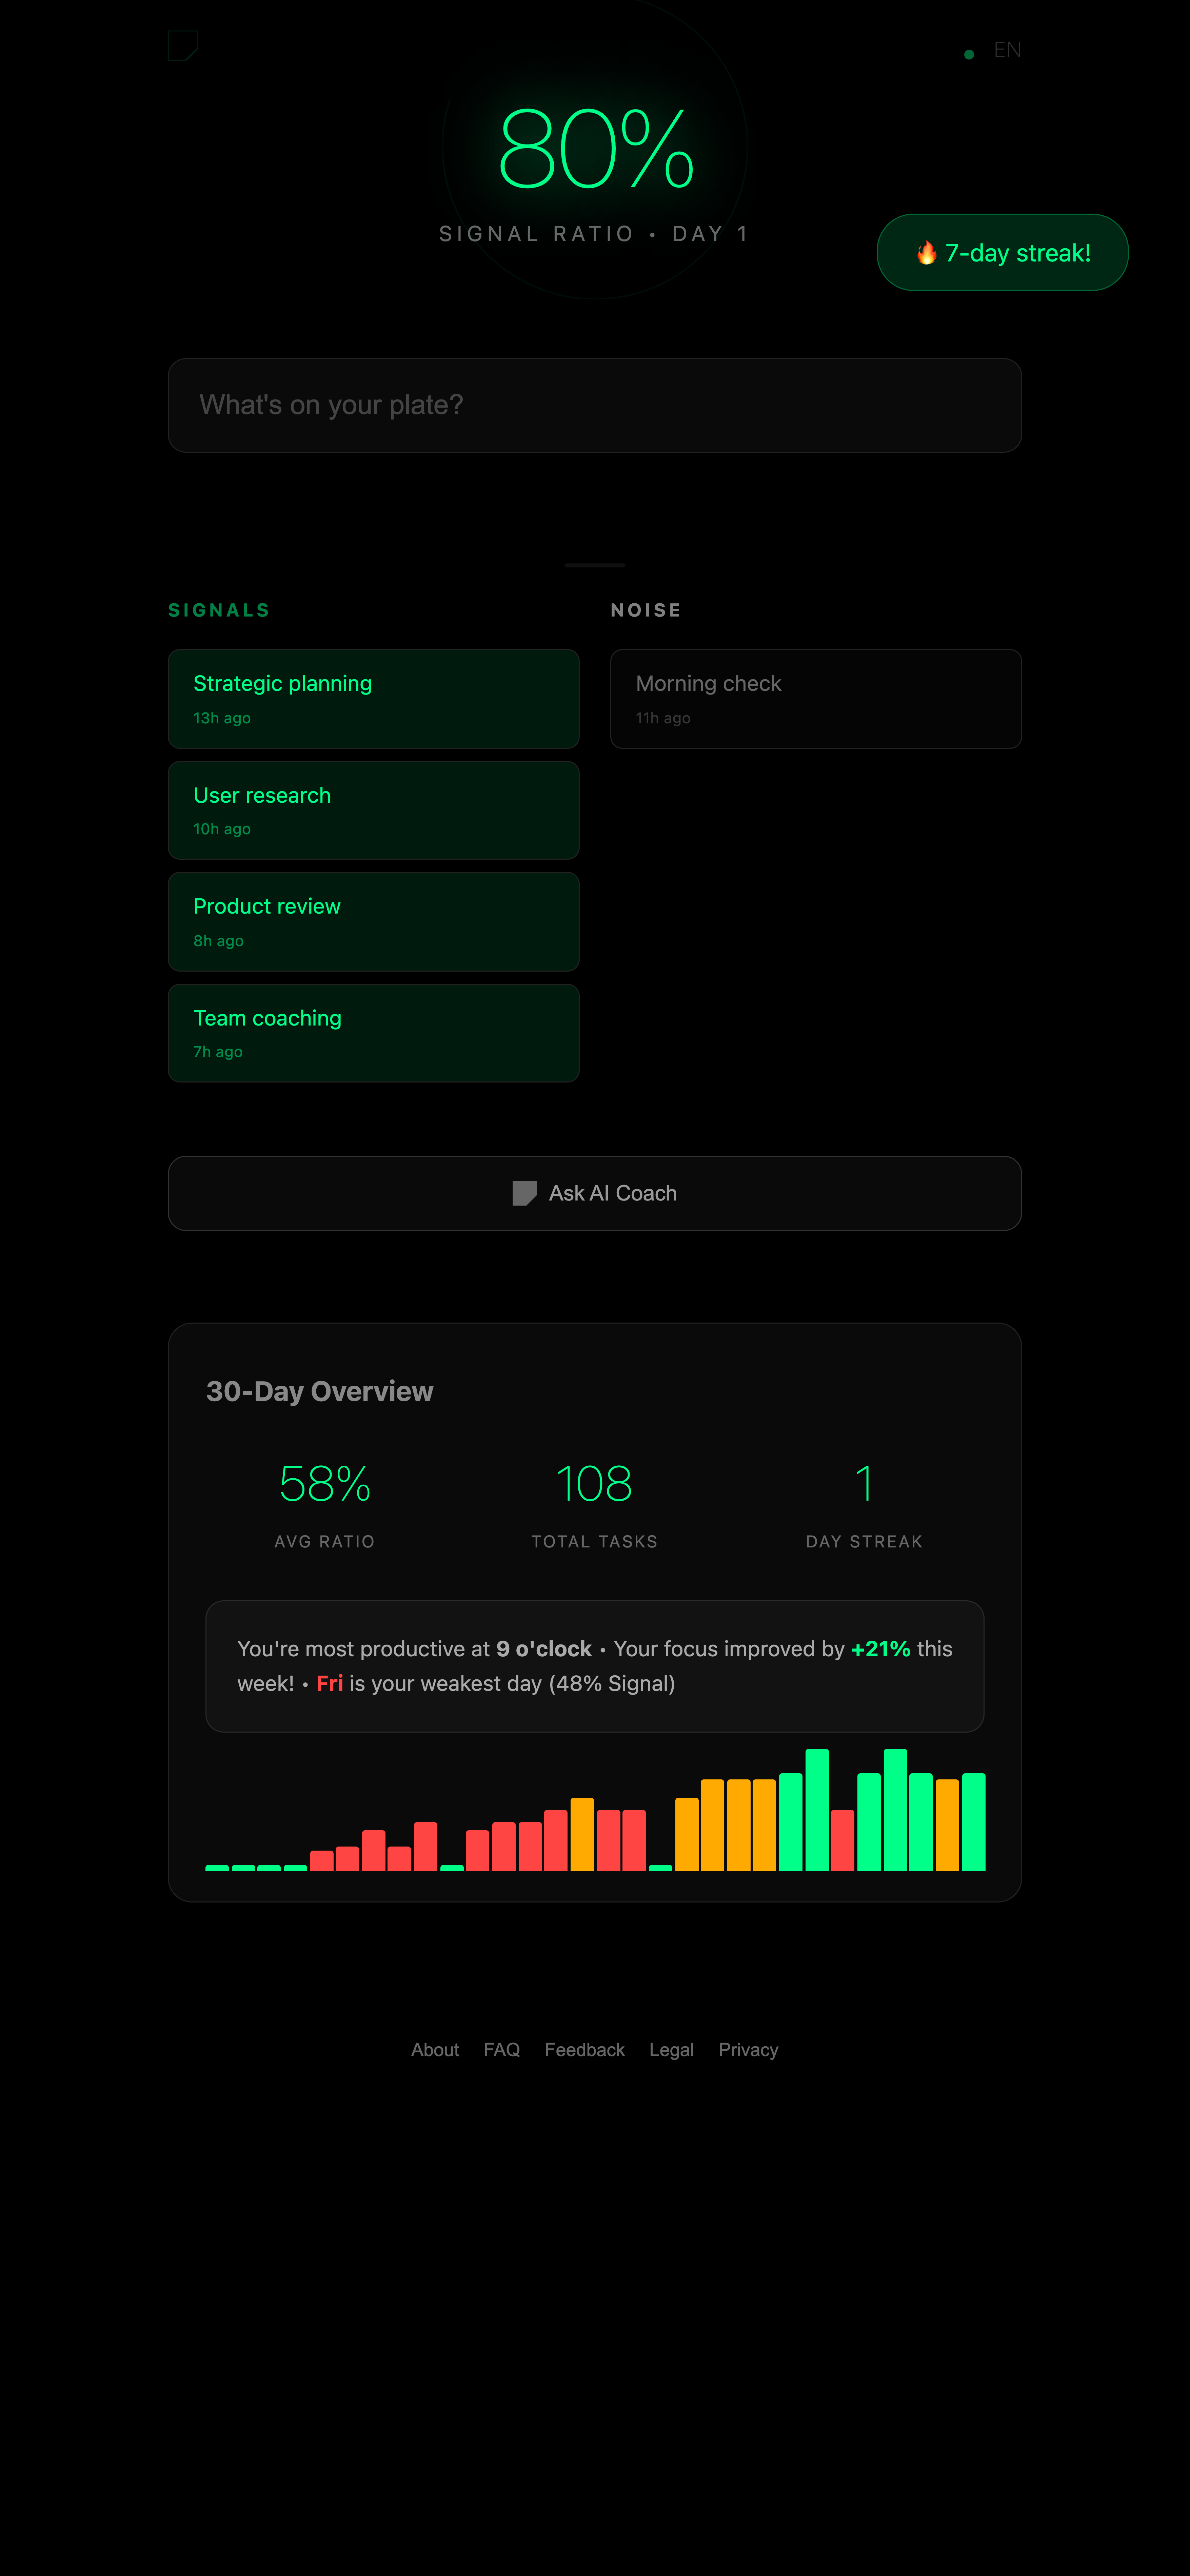 EN
80%
SIGNAL RATIO • DAY 1
🔥 7-day streak!
What's on your plate?
SIGNALS
Strategic planning
13h ago
User research
10h ago
Product review
8h ago
Team coaching
7h ago
NOISE
Morning check
11h ago
Ask AI Coach
30-Day Overview
58%
AVG RATIO
108
TOTAL TASKS
1
DAY STREAK
You're most productive at 9 o'clock • Your focus improved by +21% this
week! • Fri is your weakest day (48% Signal)
About FAQ Feedback Legal Privacy